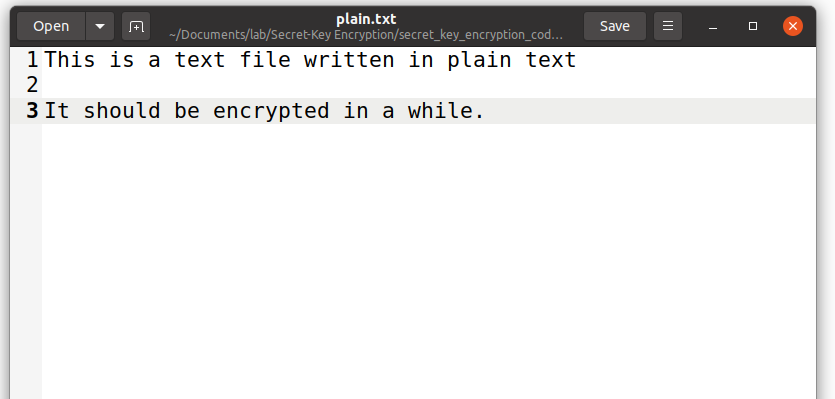 Open
plain.txt
~/Documents/lab/Secret-Key Encryption/secret_key_encryption_cod...
Save
1 This is a text file written in plain text
2
3 It should be encrypted in a while.